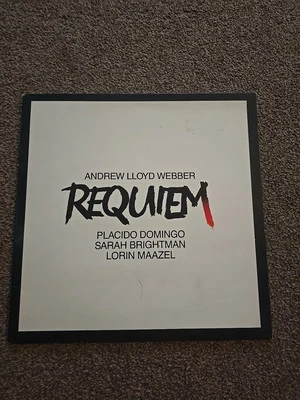 ANDREW LLOYD WEBBER
REQUIEM
PLACIDO DOMINGO
SARAH BRIGHTMAN
LORIN MAAZEL